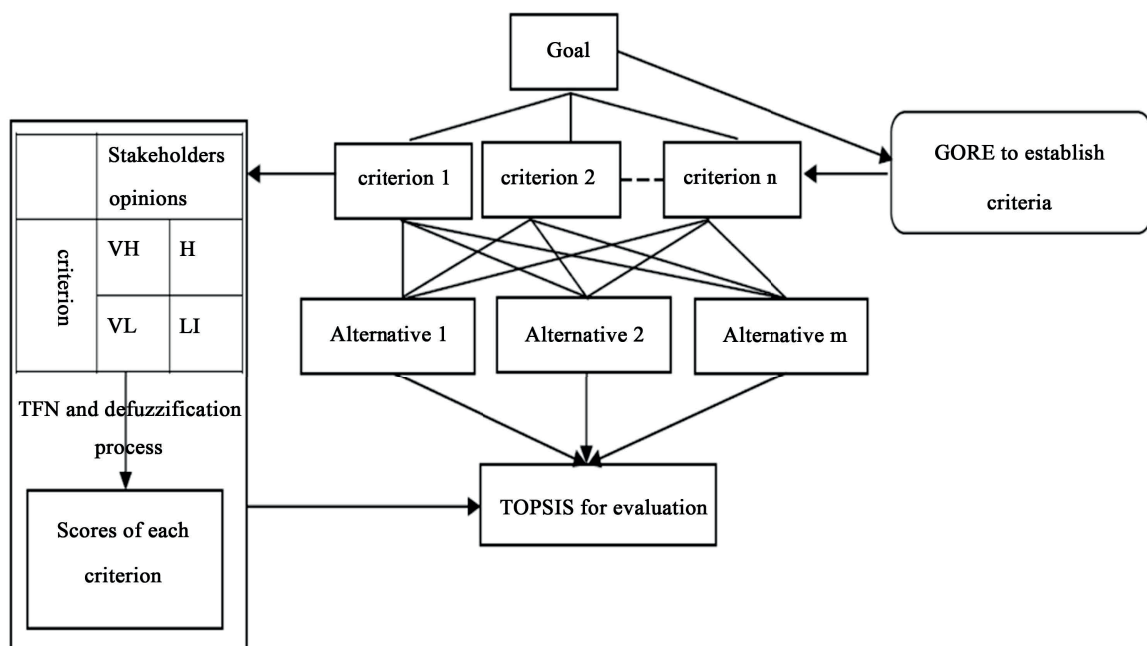 Goal
GORE to establish
criteria
criterion 1
criterion 2
criterion n
Stakeholders
opinions
criterion
VH
H
VL
LI
Alternative 1
Alternative 2
Alternative m
TFN and defuzzification
process
Scores of each
criterion
TOPSIS for evaluation